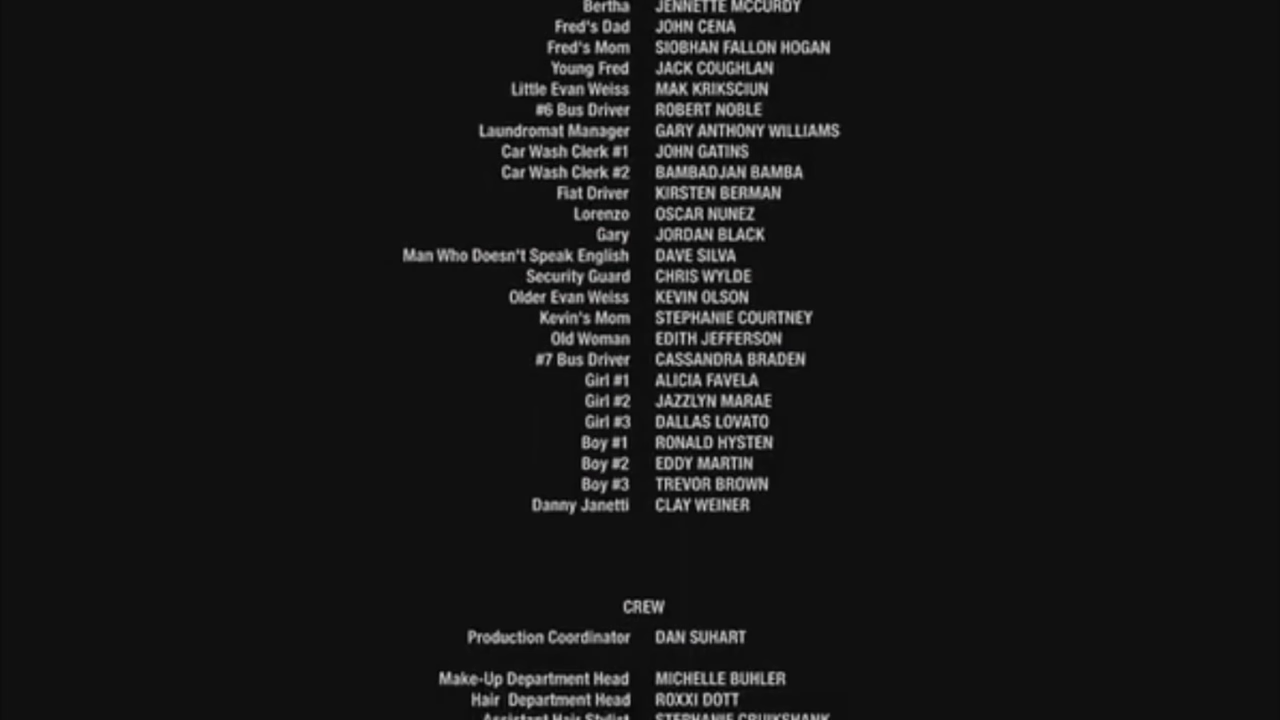 Bertha JENNETTE MCCURDY
Fred's Dad JOHN CENA
Fred's Mom SIOBHAN FALLON HOGAN
Young Fred JACK COUGHLAN
Little Evan Weiss MAK KRIKSCIUN
#6 Bus Driver ROBERT NOBLE
Laundromat Manager GARY ANTHONY WILLIAMS
Car Wash Clerk #1 JOHN GATINS
Car Wash Clerk #2 BAMBADJAN BAMBA
Fiat Driver KIRSTEN BERMAN
Lorenzo OSCAR NUNEZ
Gary JORDAN BLACK
Man Who Doesn't Speak English DAVE SILVA
Security Guard CHRIS WYLDE
Older Evan Weiss KEVIN OLSON
Kevin's Mom STEPHANIE COURTNEY
Old Woman EDITH JEFFERSON
#7 Bus Driver CASSANDRA BRADEN
Girl #1 ALICIA FAVELA
Girl #2 JAZZLYN MARAE
Girl #3 DALLAS LOVATO
Boy #1 RONALD HYSTEN
Boy #2 EDDY MARTIN
Boy #3 TREVOR BROWN
Danny Janetti CLAY WEINER
CREW
Production Coordinator DAN SUHART
Make-Up Department Head MICHELLE BUHLER
Hair Department Head ROXXI DOTT
Assistant Hair Stylist STEPHANIE CRUIKSHANK